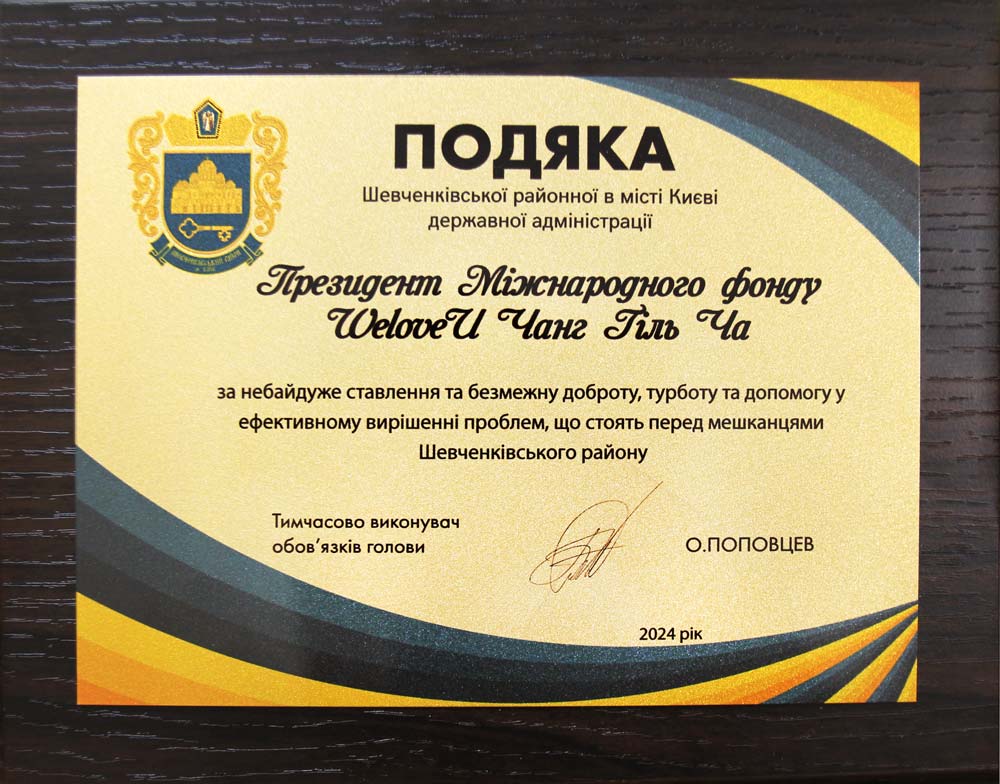 ПОДЯКА
Шевченківської районної в місті Києві
державної адміністрації
Президент Міжнародного фонду
WeloveU Чанг Гіль Ча
за небайдуже ставлення та безмежну доброту, турботу та допомогу у
ефективному вирішенні проблем, що стоять перед мешканцями
Шевченківського району
Тимчасово виконувач
обов’язків голови
О.ПОПОВЦЕВ
2024 рік